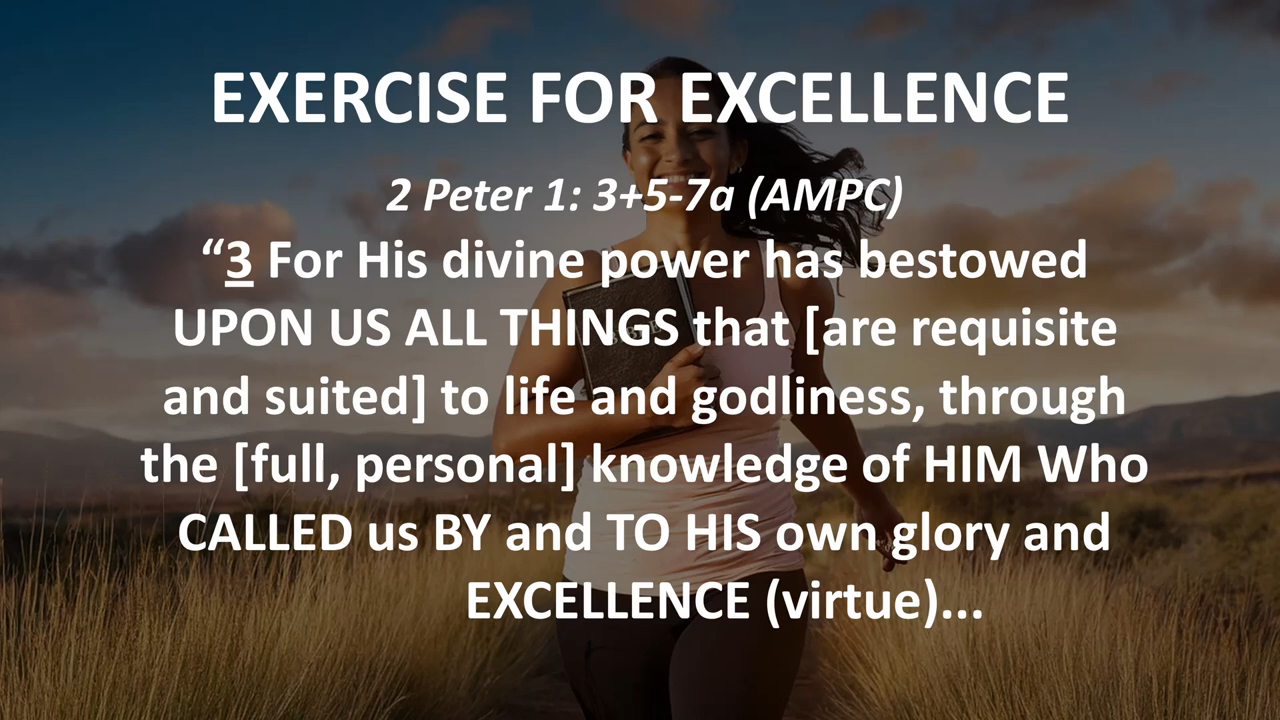 EXERCISE FOR EXCELLENCE
2 Peter 1: 3+5-7a (AMPC)
“3 For His divine power has bestowed
UPON US ALL THINGS that [are requisite
and suited] to life and godliness, through
the [full, personal] knowledge of HIM Who
CALLED us BY and TO HIS own glory and
EXCELLENCE (virtue)...